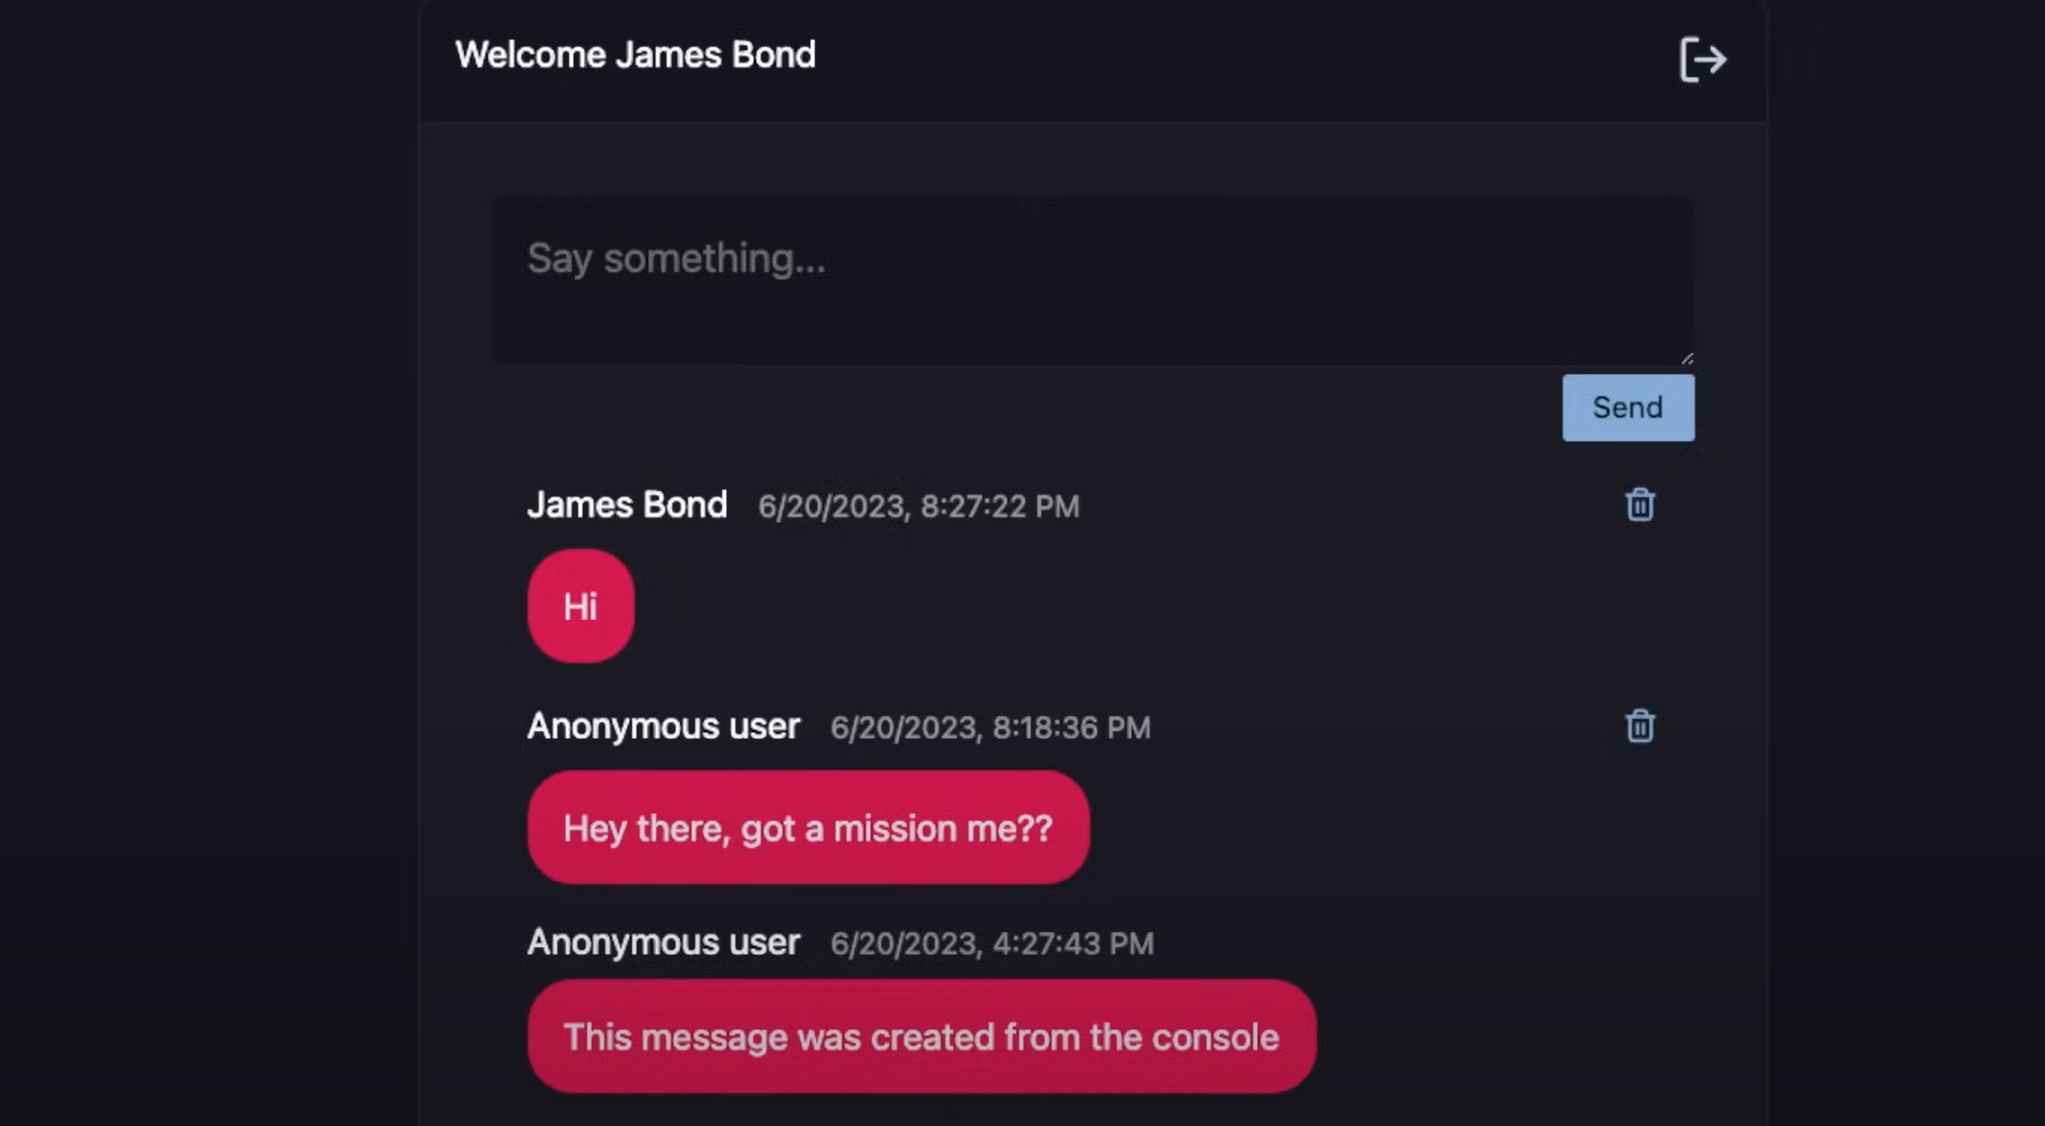 Welcome James Bond
Say something...
Send
James Bond 6/20/2023, 8:27:22 PM
Hi
Anonymous user 6/20/2023, 8:18:36 PM
Hey there, got a mission me??
Anonymous user 6/20/2023, 4:27:43 PM
This message was created from the console